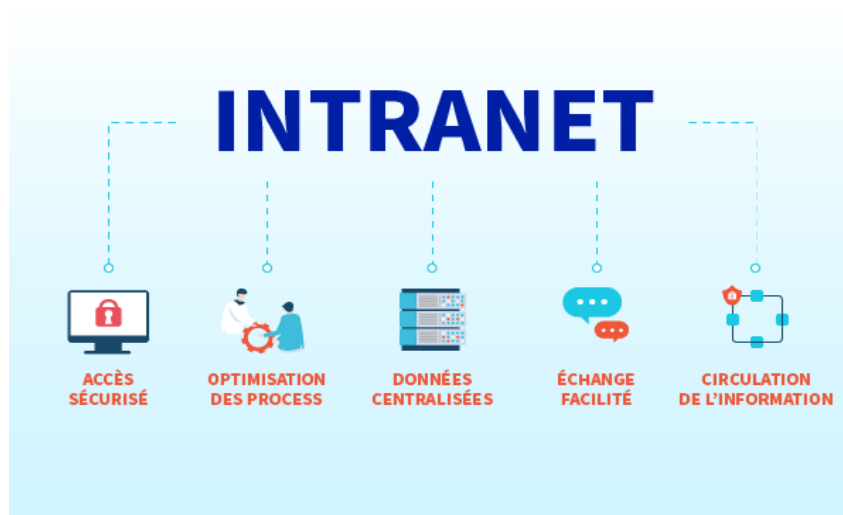 INTRANET
ACCÈS
SÉCURISÉ
OPTIMISATION
DES PROCESS
DONNÉES
CENTRALISÉES
ÉCHANGE
FACILITÉ
CIRCULATION
DE L'INFORMATION